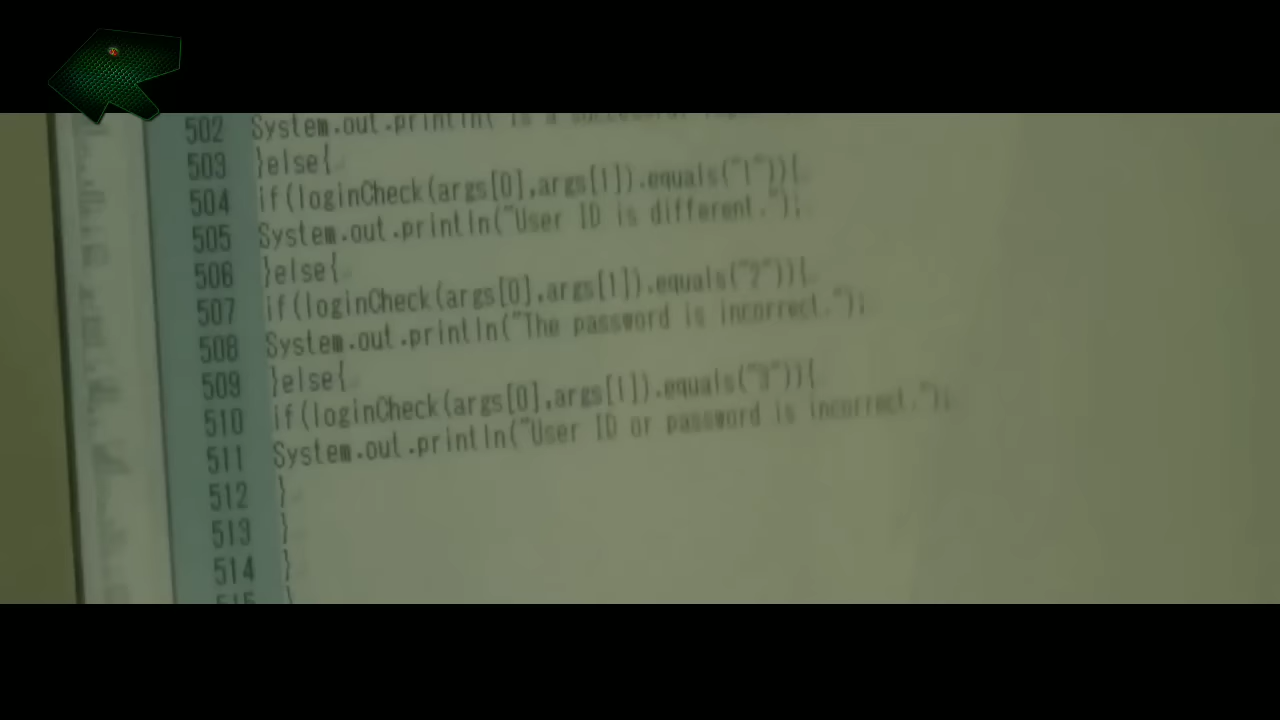 502 System.out.println(
503 }else{
504 if(loginCheck(args[0],args[1]).equals("1")){
505 System.out.println("User ID is different.");
506 }else{
507 if(loginCheck(args[0],args[1]).equals("2")){
508 System.out.println("The password is incorrect.");
509 }else{
510 if(loginCheck(args[0],args[1]).equals("3")){
511 System.out.println("User ID or password is incorrect.");
512 }
513 }
514 }
515 }